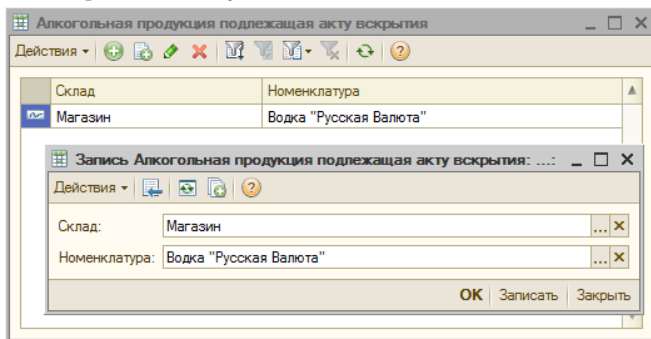 Алкогольная продукция подлежащая акту вскрытия
Действия
Склад Номенклатура
Магазин Водка "Русская Валюта"
Запись Алкогольная продукция подлежащая акту вскрытия: ...:
Действия
Склад: Магазин ...
Номенклатура: Водка "Русская Валюта" ...
OK Записать Закрыть